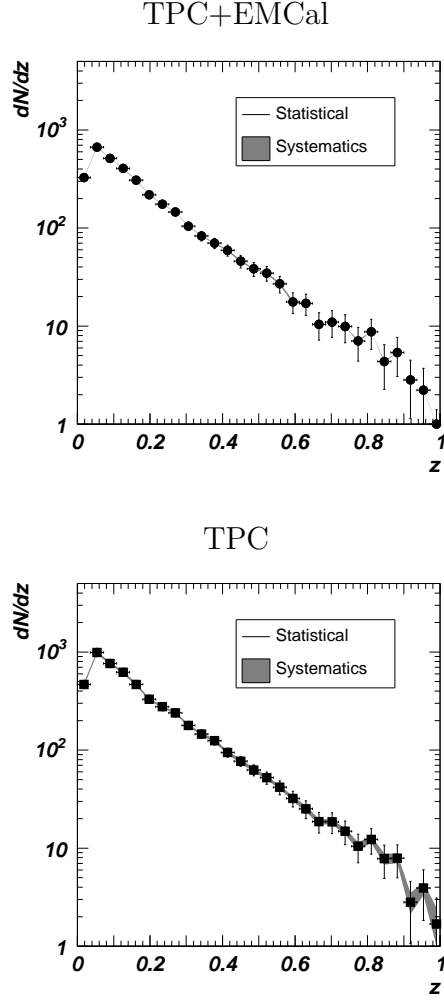 TPC+EMCal
dN/dz
10³
10²
10
1
Statistical
Systematics
0 0.2 0.4 0.6 0.8 1
z
TPC
dN/dz
10³
10²
10
1
Statistical
Systematics
0 0.2 0.4 0.6 0.8 1
z